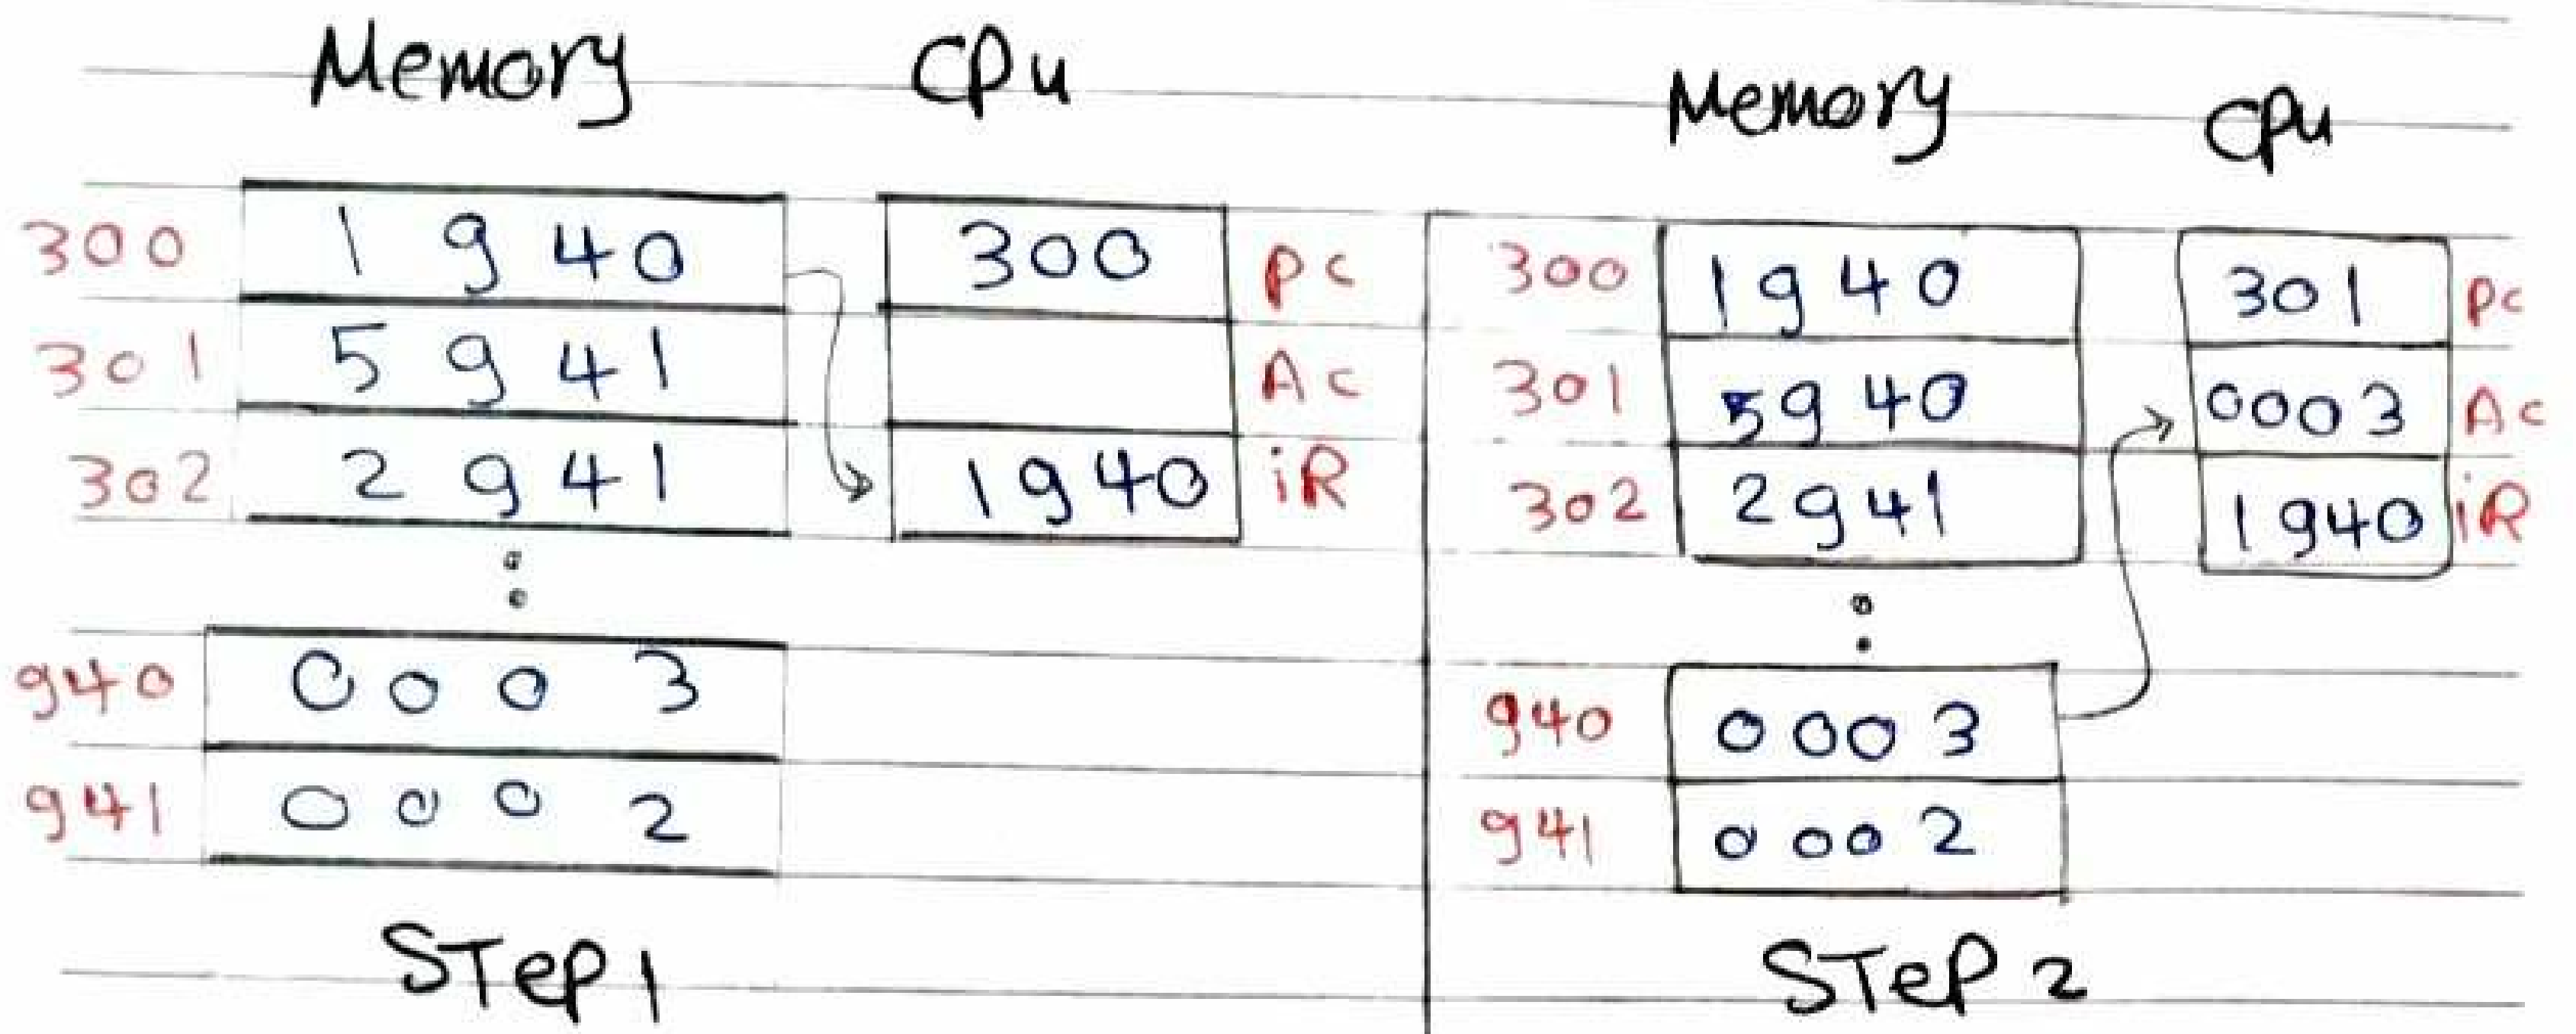 Memory CPU
300 1940 300 PC
301 5941 AC
302 2941 1940 iR
940 0003
941 0002
STeP 1
Memory CPU
300 1940 301 PC
301 5940 0003 AC
302 2941 1940 iR
940 0003
941 0002
STeP 2